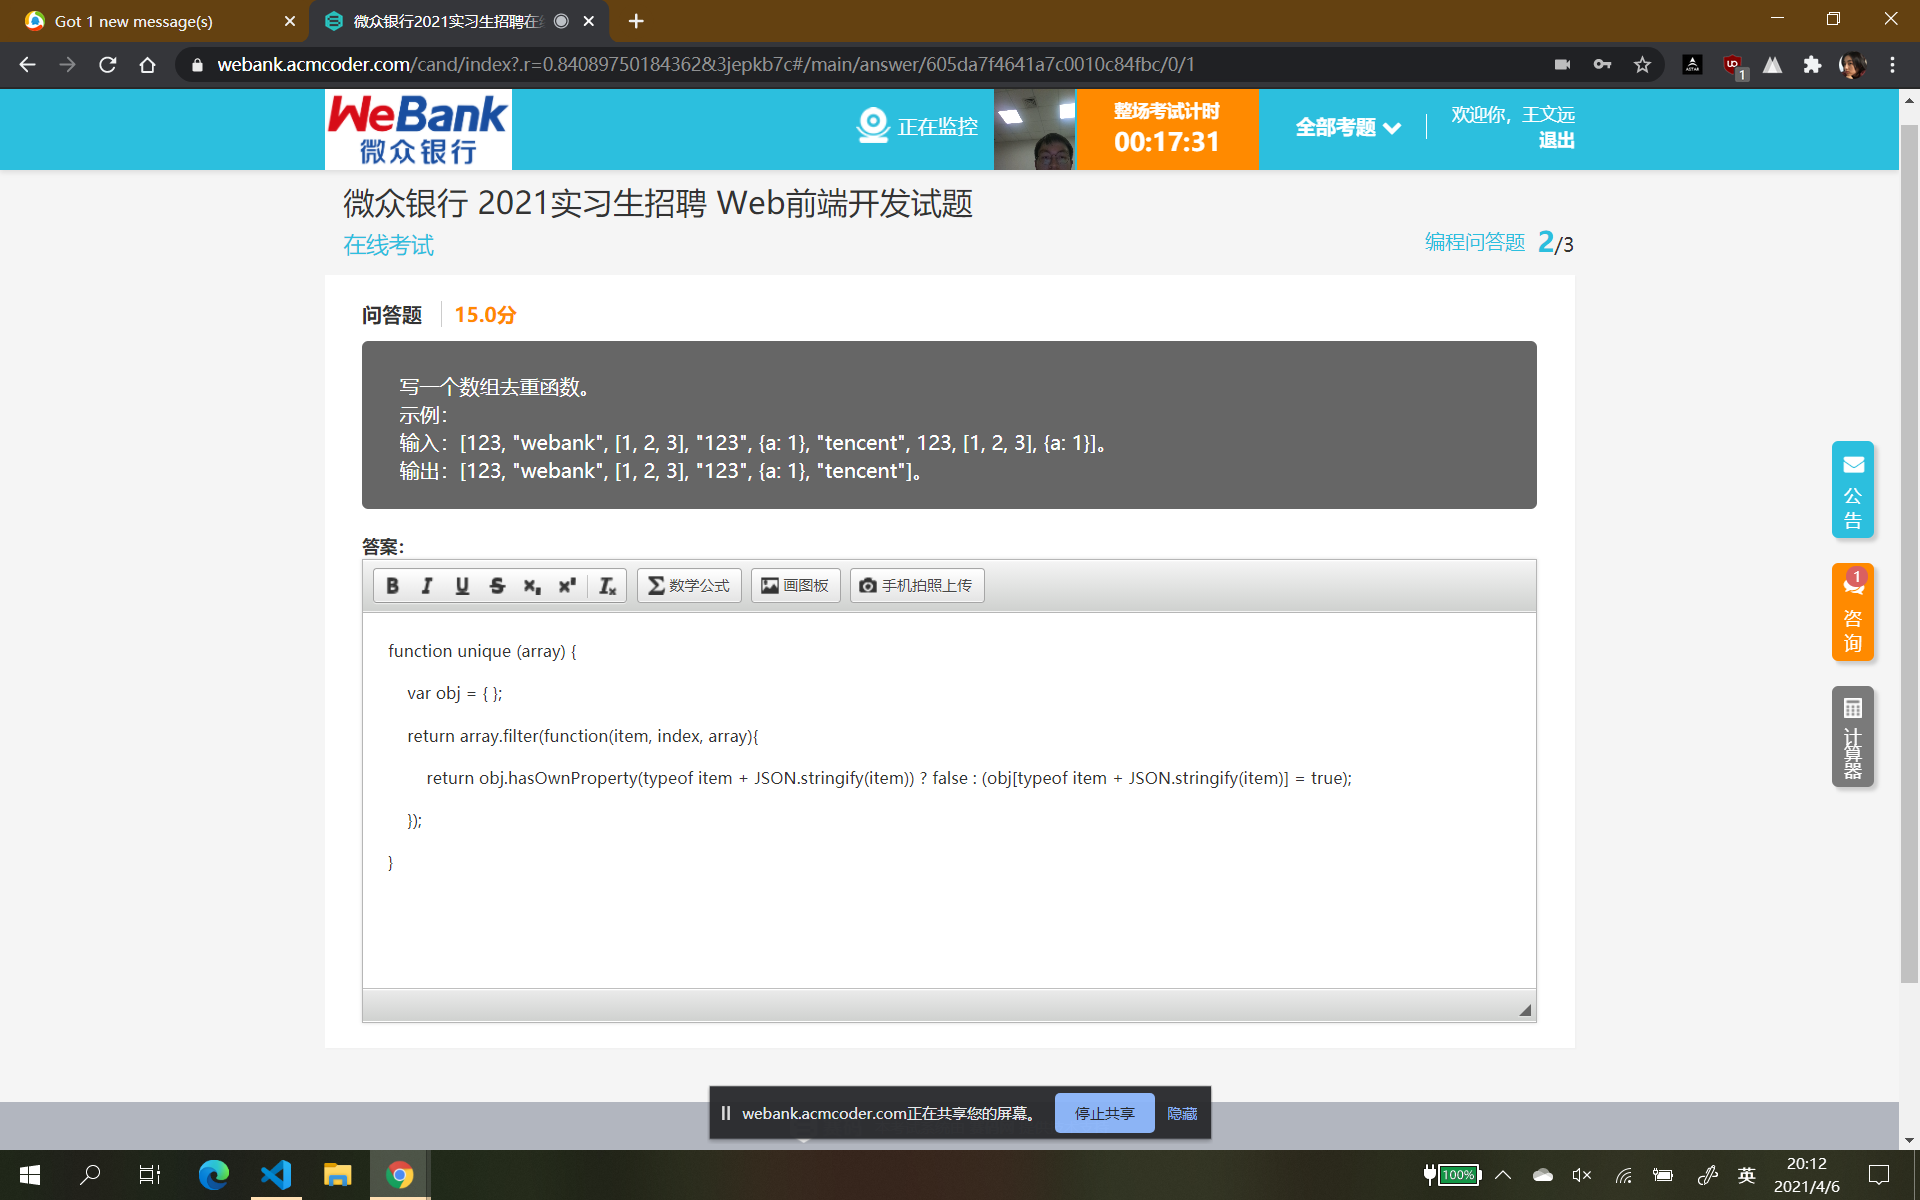 Got 1 new message(s)
微众银行2021实习生招聘在线
webank.acmcoder.com/cand/index?.r=0.84089750184362&3jepkb7c#/main/answer/605da7f4641a7c0010c84fbc/0/1
WeBank
微众银行
正在监控
整场考试计时
00:17:31
全部考题
欢迎你，王文远
退出
微众银行 2021实习生招聘 Web前端开发试题
在线考试
编程问答题 2/3
问答题 15.0分
写一个数组去重函数。
示例：
输入：[123, "webank", [1, 2, 3], "123", {a: 1}, "tencent", 123, [1, 2, 3], {a: 1}]。
输出：[123, "webank", [1, 2, 3], "123", {a: 1}, "tencent"]。
答案：
数学公式 画图板 手机拍照上传
function unique (array) {
var obj = { };
return array.filter(function(item, index, array){
return obj.hasOwnProperty(typeof item + JSON.stringify(item)) ? false : (obj[typeof item + JSON.stringify(item)] = true);
});
}
公告
1
咨询
计算器
webank.acmcoder.com正在共享您的屏幕。 停止共享 隐藏
100%
英
20:12
2021/4/6